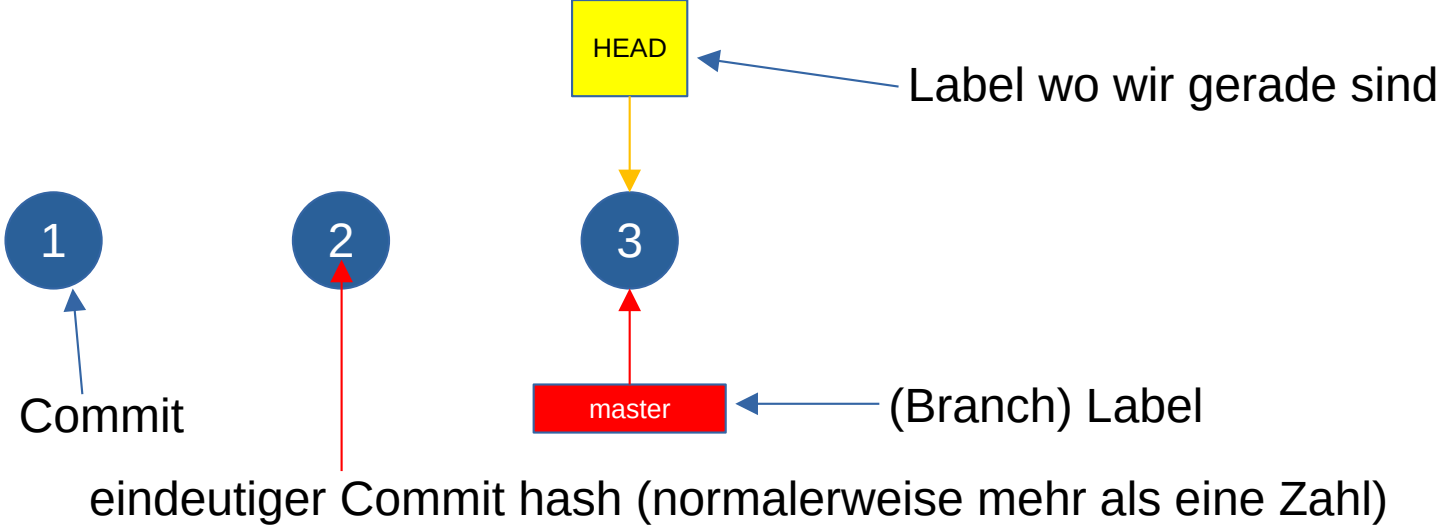 HEAD
Label wo wir gerade sind
1
2
3
Commit
master
(Branch) Label
eindeutiger Commit hash (normalerweise mehr als eine Zahl)